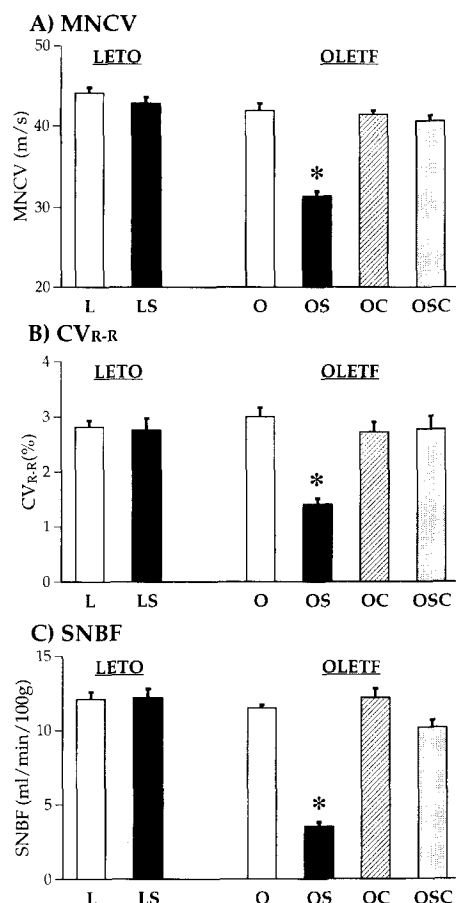 A) MNCV
LETO OLETF
50
40
30
20
MNCV (m/s)
*
L LS O OS OC OSC
B) CVR-R
LETO OLETF
4
3
2
1
0
CVR-R(%)
*
L LS O OS OC OSC
C) SNBF
LETO OLETF
15
10
5
0
SNBF (ml/min/100g)
*
L LS O OS OC OSC